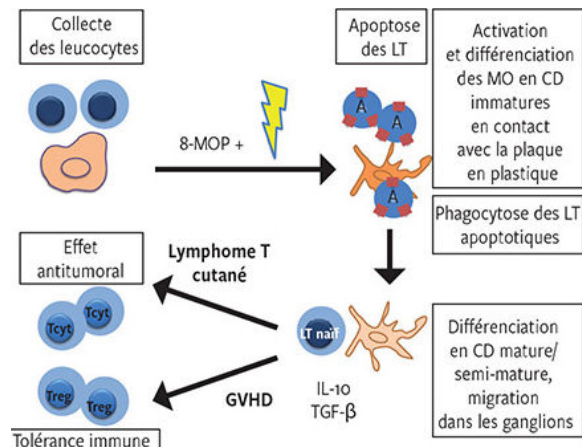 Collecte
des leucocytes
8-MOP +
Apoptose
des LT
A
A
A
Activation
et différenciation
des MO en CD
immatures
en contact
avec la plaque
en plastique
Phagocytose des LT
apoptotiques
Effet
antitumoral
Lymphome T
cutané
Tcyt
Tcyt
LT naïf
IL-10
TGF-β
Différenciation
en CD mature/
semi-mature,
migration
dans les ganglions
GVHD
Treg
Treg
Tolérance immune